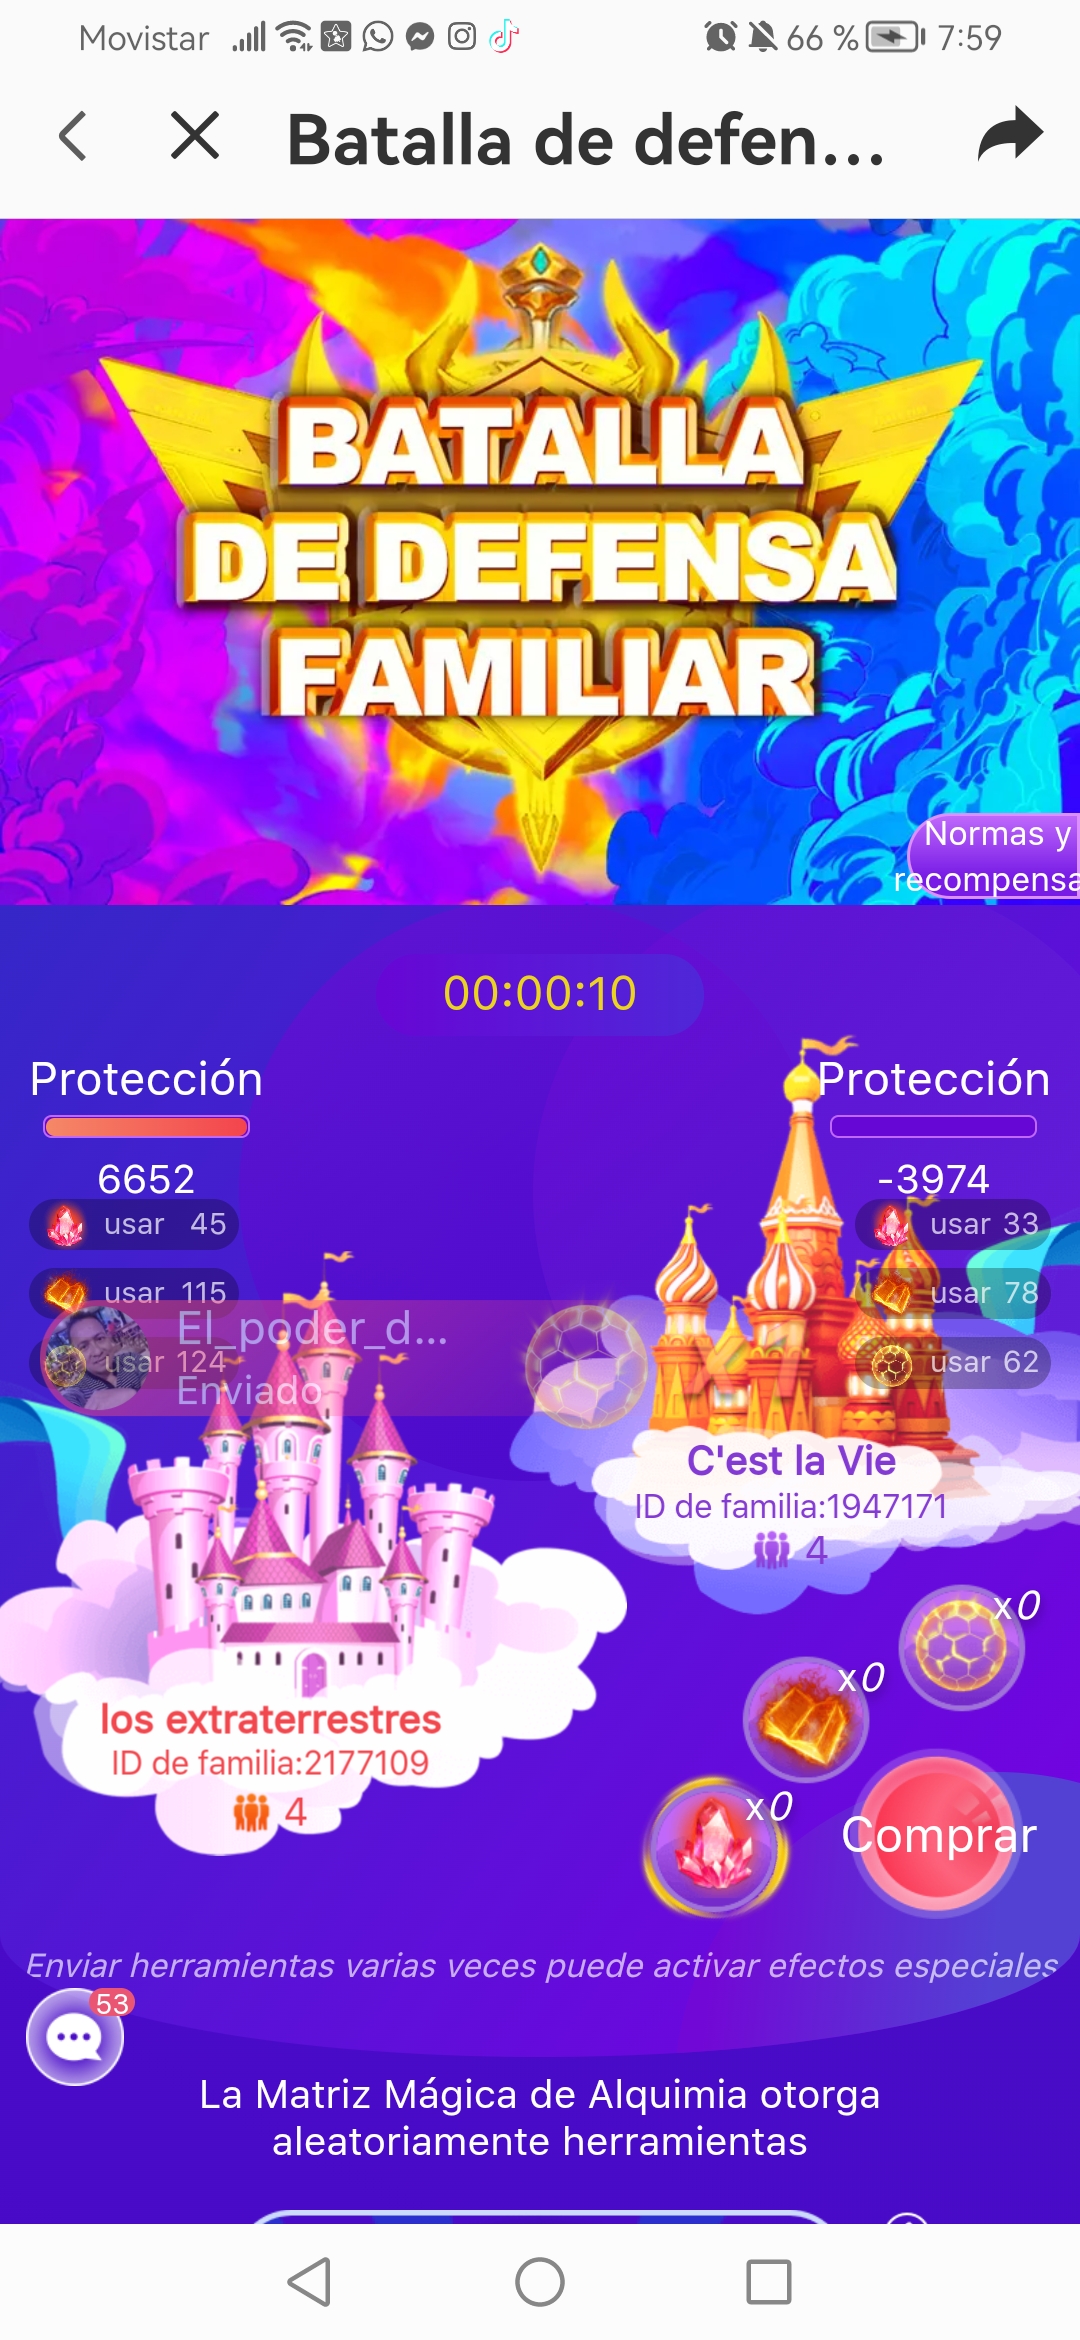 Movistar 66 % 7:59
Batalla de defen...
BATALLA
DE DEFENSA
FAMILIAR
Normas y
recompensa
00:00:10
Protección
6652
usar 45
usar 115
usar 124
El_poder_d...
Enviado
Protección
-3974
usar 33
usar 78
usar 62
x1
C'est la Vie
ID de familia:1947171
4
los extraterrestres
ID de familia:2177109
4
x0
x0
x0
Comprar
Enviar herramientas varias veces puede activar efectos especiales
53
La Matriz Mágica de Alquimia otorga
aleatoriamente herramientas